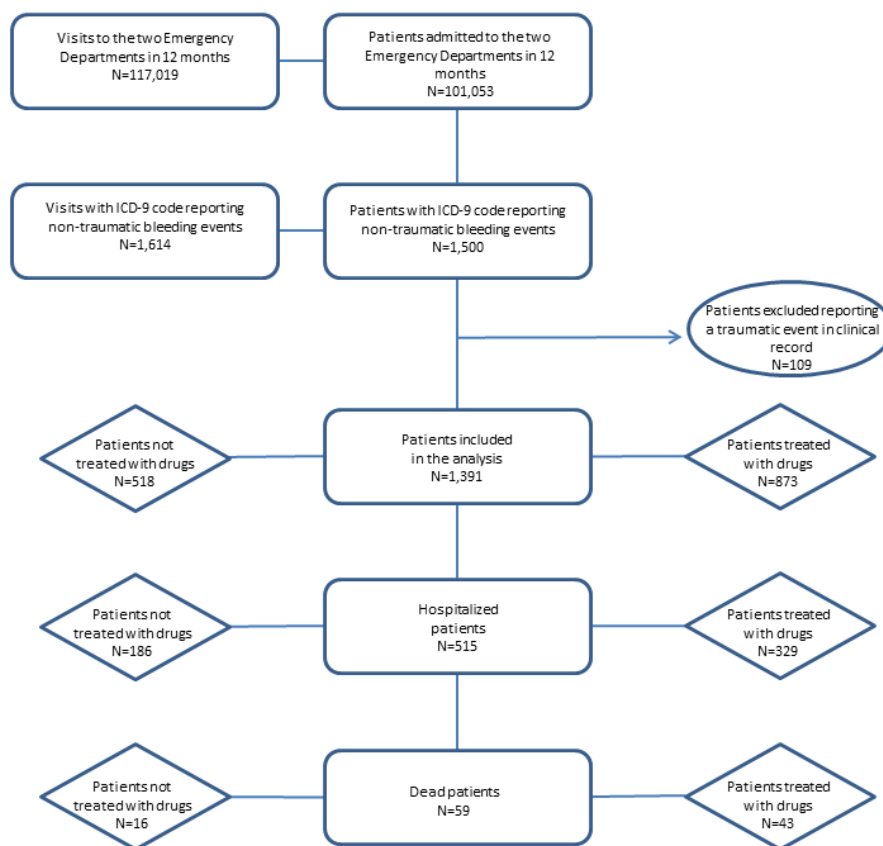 Visits to the two Emergency
Departments in 12 months
N=117,019
Patients admitted to the two
Emergency Departments in 12
months
N=101,053
Visits with ICD-9 code reporting
non-traumatic bleeding events
N=1,614
Patients with ICD-9 code reporting
non-traumatic bleeding events
N=1,500
Patients excluded reporting
a traumatic event in clinical
record
N=109
Patients not
treated with drugs
N=518
Patients included
in the analysis
N=1,391
Patients treated
with drugs
N=873
Patients not
treated with drugs
N=186
Hospitalized
patients
N=515
Patients treated
with drugs
N=329
Patients not
treated with drugs
N=16
Dead patients
N=59
Patients treated
with drugs
N=43